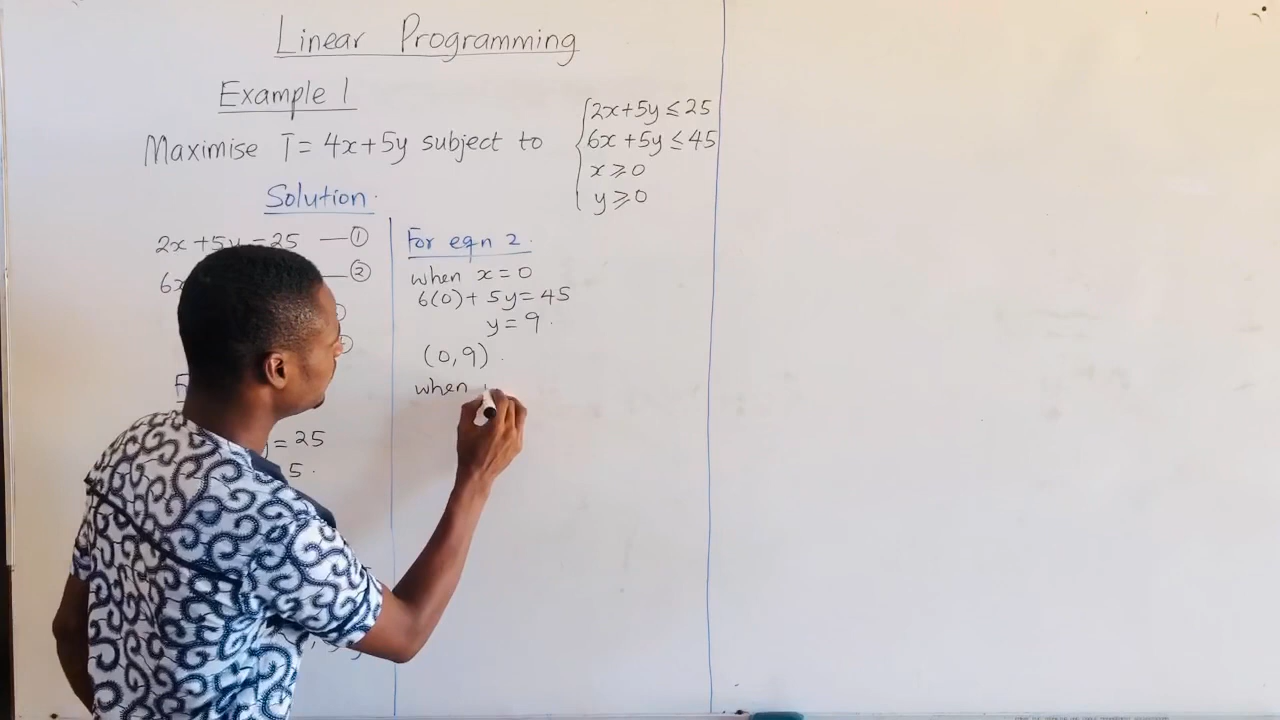 Linear Programming
Example 1
Maximise T = 4x+5y subject to
2x+5y ≤ 25
6x +5y ≤ 45
x ≥ 0
y ≥ 0
Solution
2x +5y = 25 — ①
6x — ②
= 25
5.
For eqn 2.
when x = 0
6(0) + 5y = 45
y = 9.
(0, 9).
when